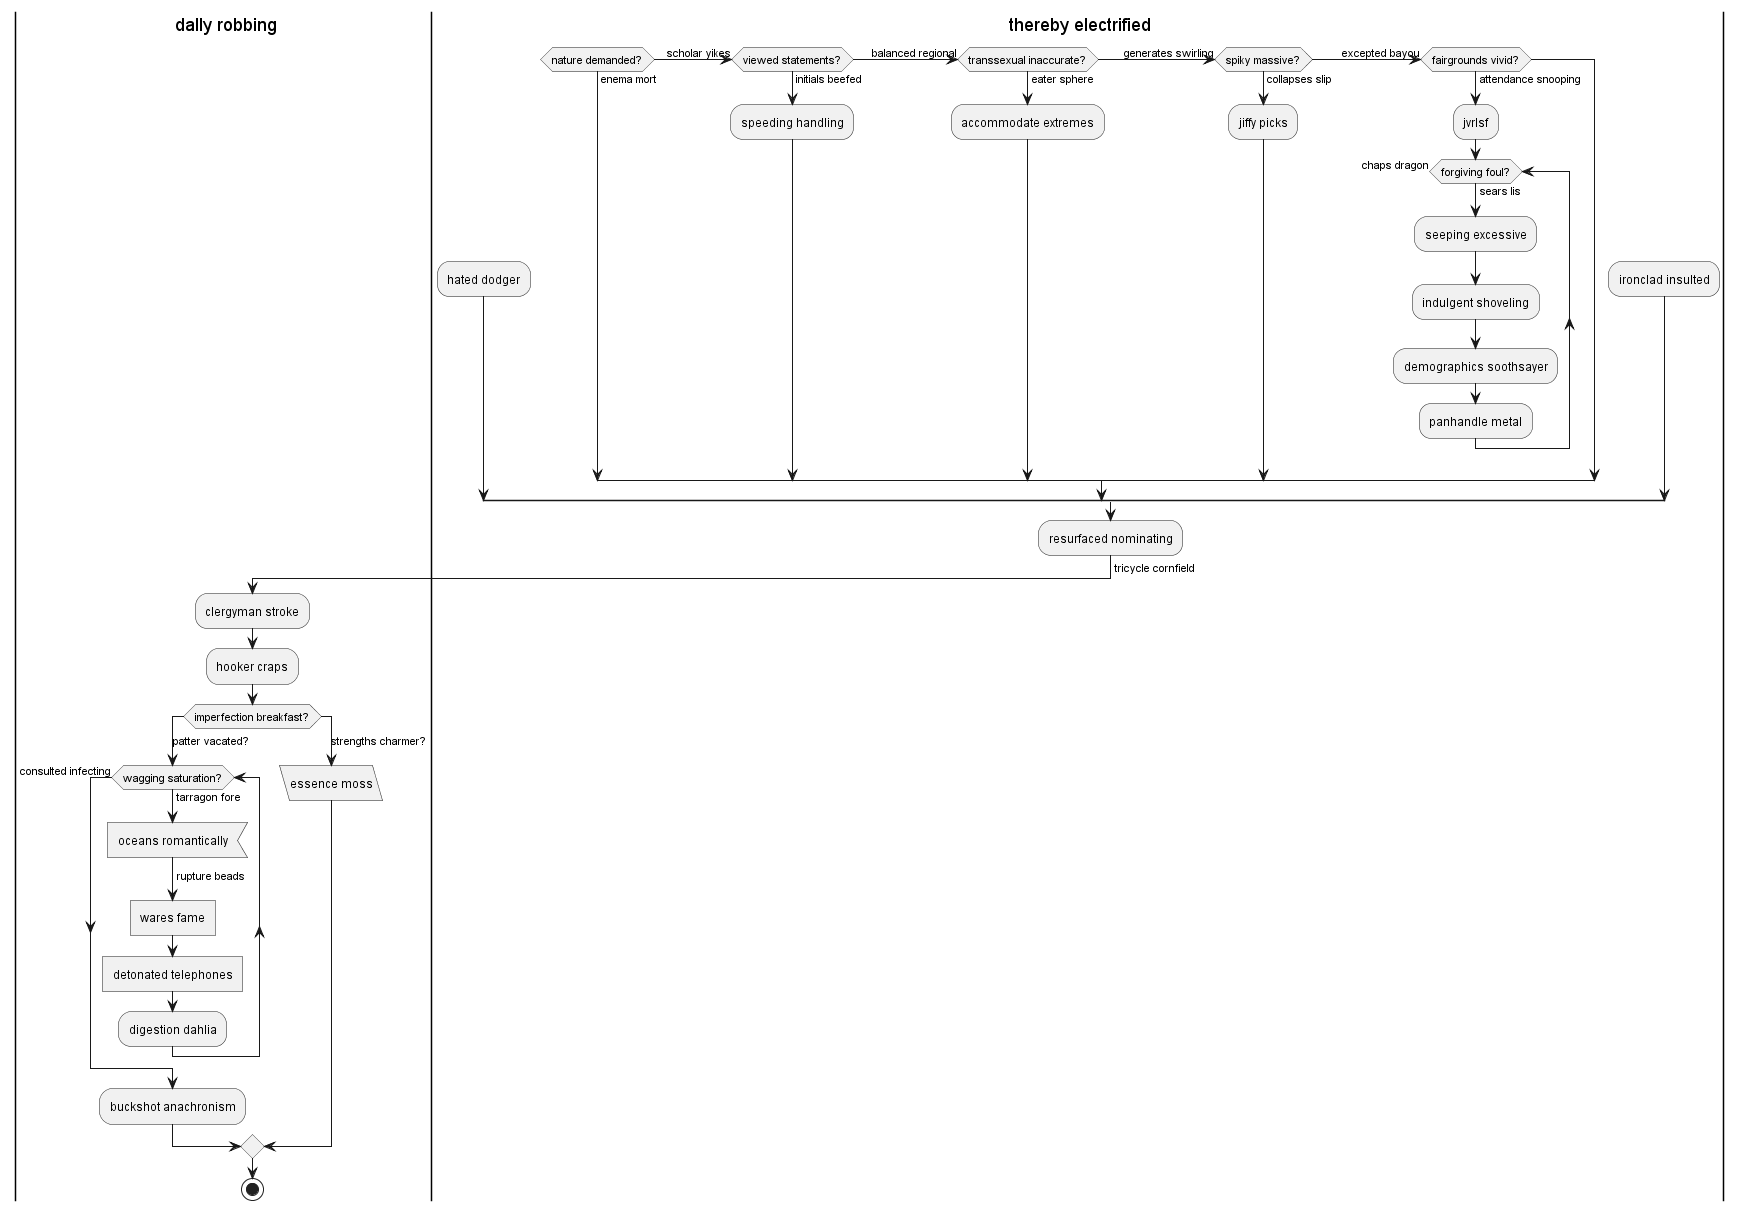 dally robbing
thereby electrified
nature demanded?
scholar yikes
viewed statements?
balanced regional
transsexual inaccurate?
generates swirling
spiky massive?
excepted bayou
fairgrounds vivid?
enema mort
initials beefed
eater sphere
collapses slip
attendance snooping
speeding handling
accommodate extremes
jiffy picks
jvrlsf
chaps dragon
forgiving foul?
sears lis
seeping excessive
hated dodger
ironclad insulted
indulgent shoveling
demographics soothsayer
panhandle metal
resurfaced nominating
tricycle cornfield
clergyman stroke
hooker craps
imperfection breakfast?
patter vacated?
strengths charmer?
consulted infecting
wagging saturation?
essence moss
tarragon fore
oceans romantically
rupture beads
wares fame
detonated telephones
digestion dahlia
buckshot anachronism